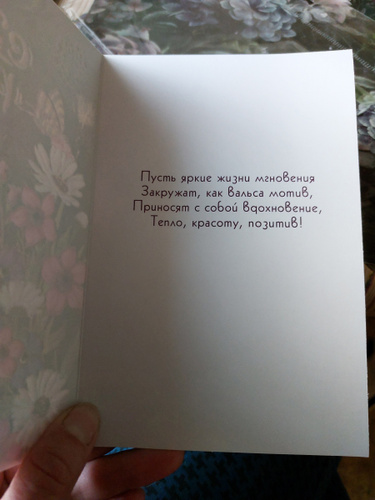 Пусть яркие жизни мгновения
Закружат, как вальса мотив,
Приносят с собой вдохновение,
Тепло, красоту, позитив!